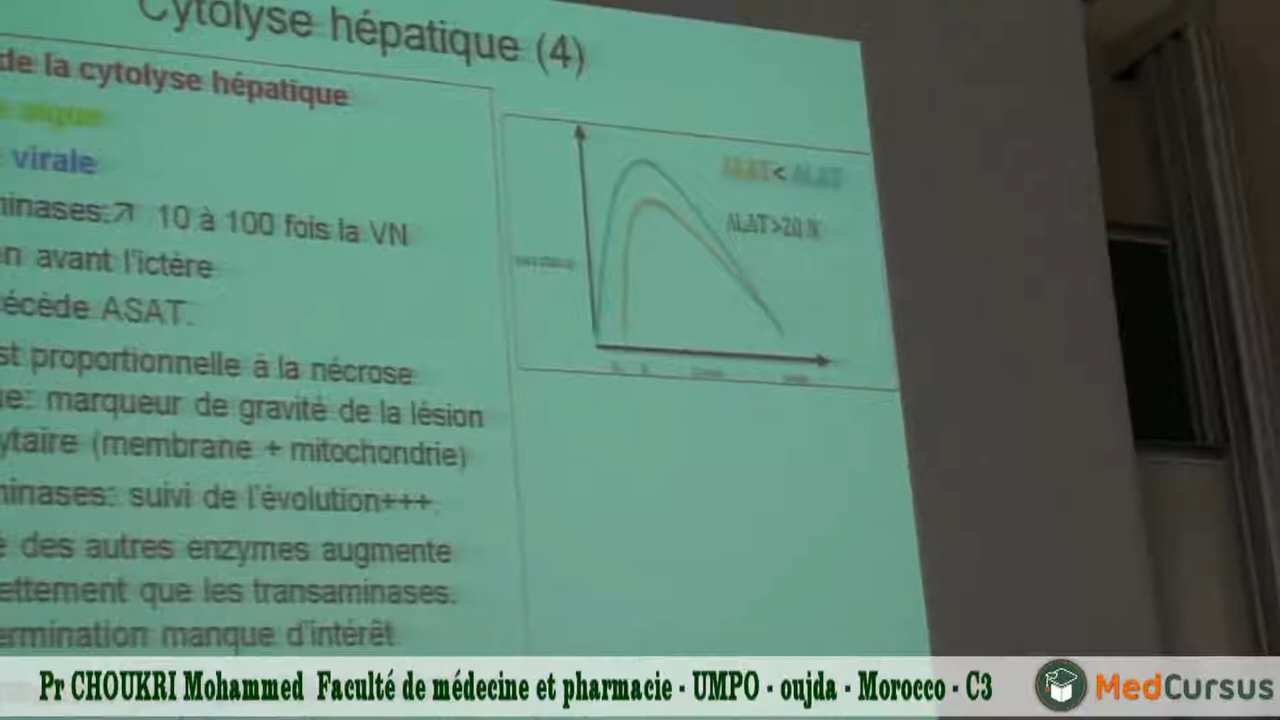 Cytolyse hépatique (4)
de la cytolyse hépatique
aigue
virale
minases:↗ 10 à 100 fois la VN
n avant l'ictère
écède ASAT.
st proportionnelle à la nécrose
ue: marqueur de gravité de la lésion
ytaire (membrane + mitochondrie)
minases: suivi de l'évolution+++.
é des autres enzymes augmente
ettement que les transaminases.
ermination manque d'intérêt
ASAT< ALAT
ALAT>20 N
Pr CHOUKRI Mohammed Faculté de médecine et pharmacie - UMPO - oujda - Morocco - C3
MedCursus